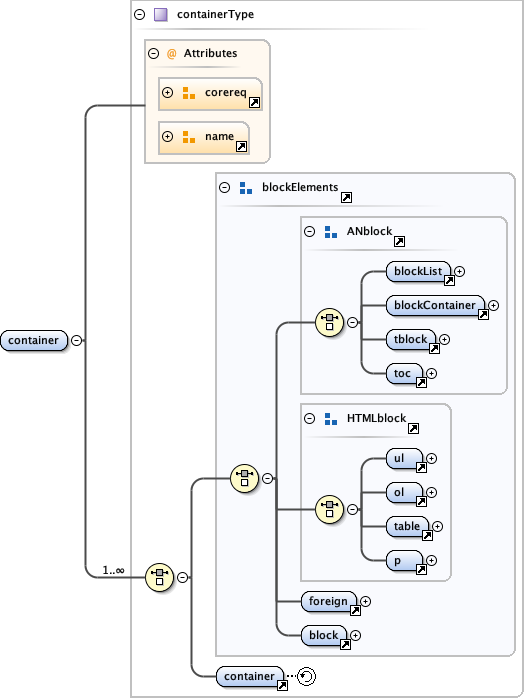 containerType
@ Attributes
corereq
name
blockElements
ANblock
blockList
blockContainer
tblock
toc
container
HTMLblock
ul
ol
table
p
1..∞
foreign
block
container